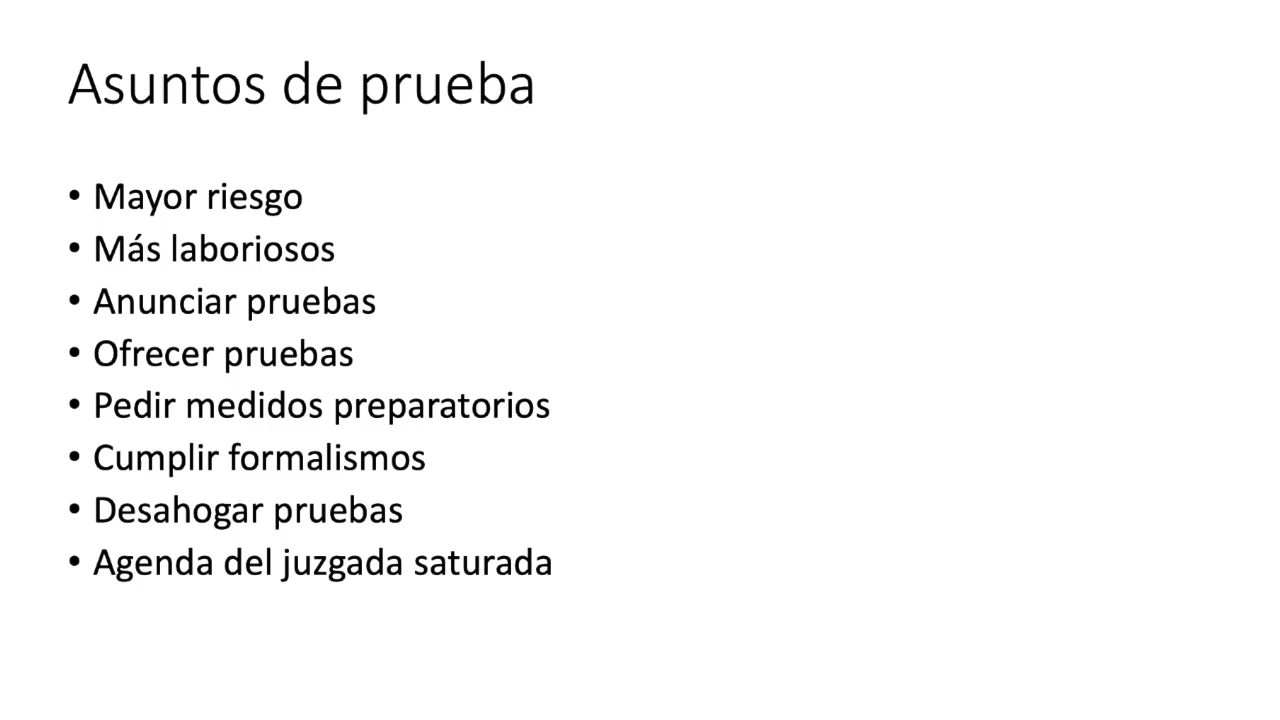 Asuntos de prueba
• Mayor riesgo
• Más laboriosos
• Anunciar pruebas
• Ofrecer pruebas
• Pedir medidos preparatorios
• Cumplir formalismos
• Desahogar pruebas
• Agenda del juzgada saturada